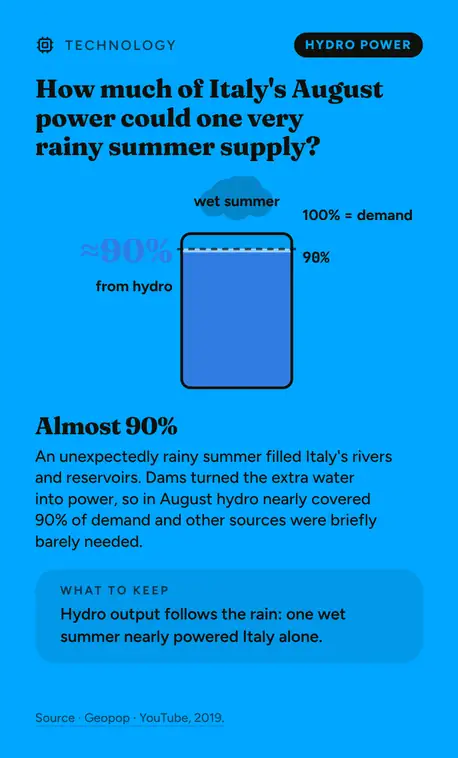 TECHNOLOGY
HYDRO POWER
How much of Italy's August
power could one very
rainy summer supply?
wet summer
100% = demand
≈90%
90%
from hydro
Almost 90%
An unexpectedly rainy summer filled Italy's rivers
and reservoirs. Dams turned the extra water
into power, so in August hydro nearly covered
90% of demand and other sources were briefly
barely needed.
WHAT TO KEEP
Hydro output follows the rain: one wet
summer nearly powered Italy alone.
Source · Geopop · YouTube, 2019.